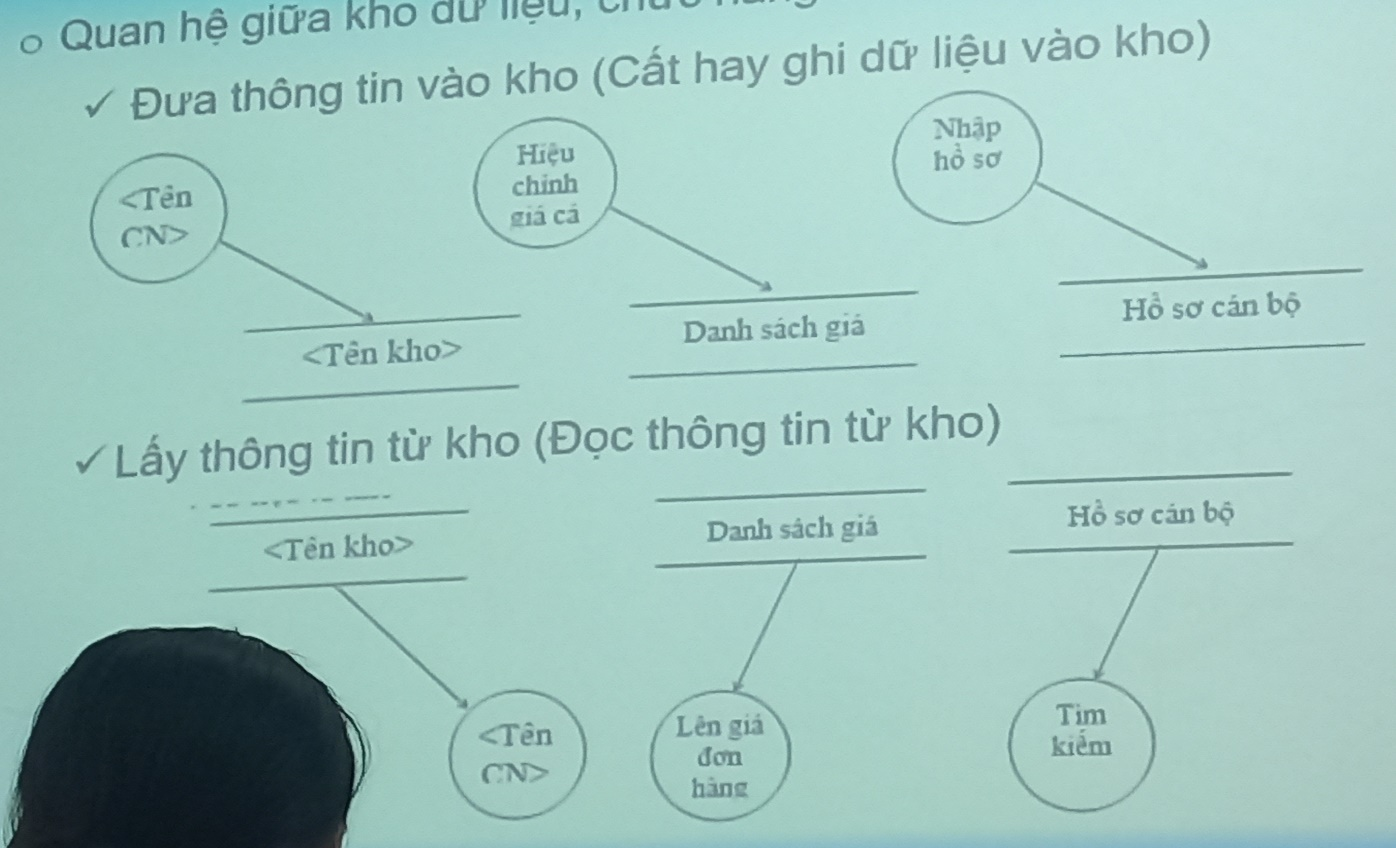 Quan hệ giữa kho dữ liệu,
✓ Đưa thông tin vào kho (Cất hay ghi dữ liệu vào kho)
<Tên
CN>
<Tên kho>
Hiệu
chỉnh
giá cả
Danh sách giá
Nhập
hồ sơ
Hồ sơ cán bộ
✓ Lấy thông tin từ kho (Đọc thông tin từ kho)
<Tên kho>
<Tên
CN>
Danh sách giá
Lên giá
đơn
hàng
Hồ sơ cán bộ
Tìm
kiếm